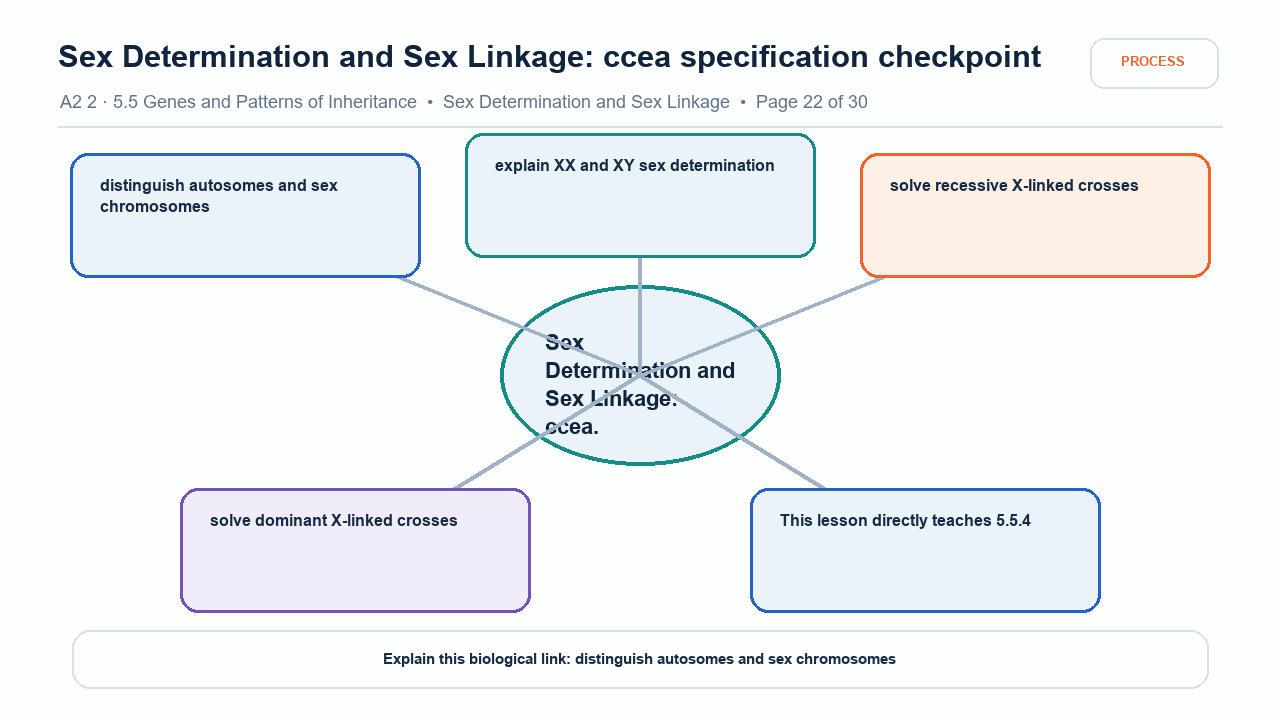 Sex Determination and Sex Linkage: ccea specification checkpoint
PROCESS
A2 2 · 5.5 Genes and Patterns of Inheritance • Sex Determination and Sex Linkage • Page 22 of 30
distinguish autosomes and sex
chromosomes
explain XX and XY sex determination
solve recessive X-linked crosses
Sex
Determination and
Sex Linkage:
ccea.
solve dominant X-linked crosses
This lesson directly teaches 5.5.4
Explain this biological link: distinguish autosomes and sex chromosomes